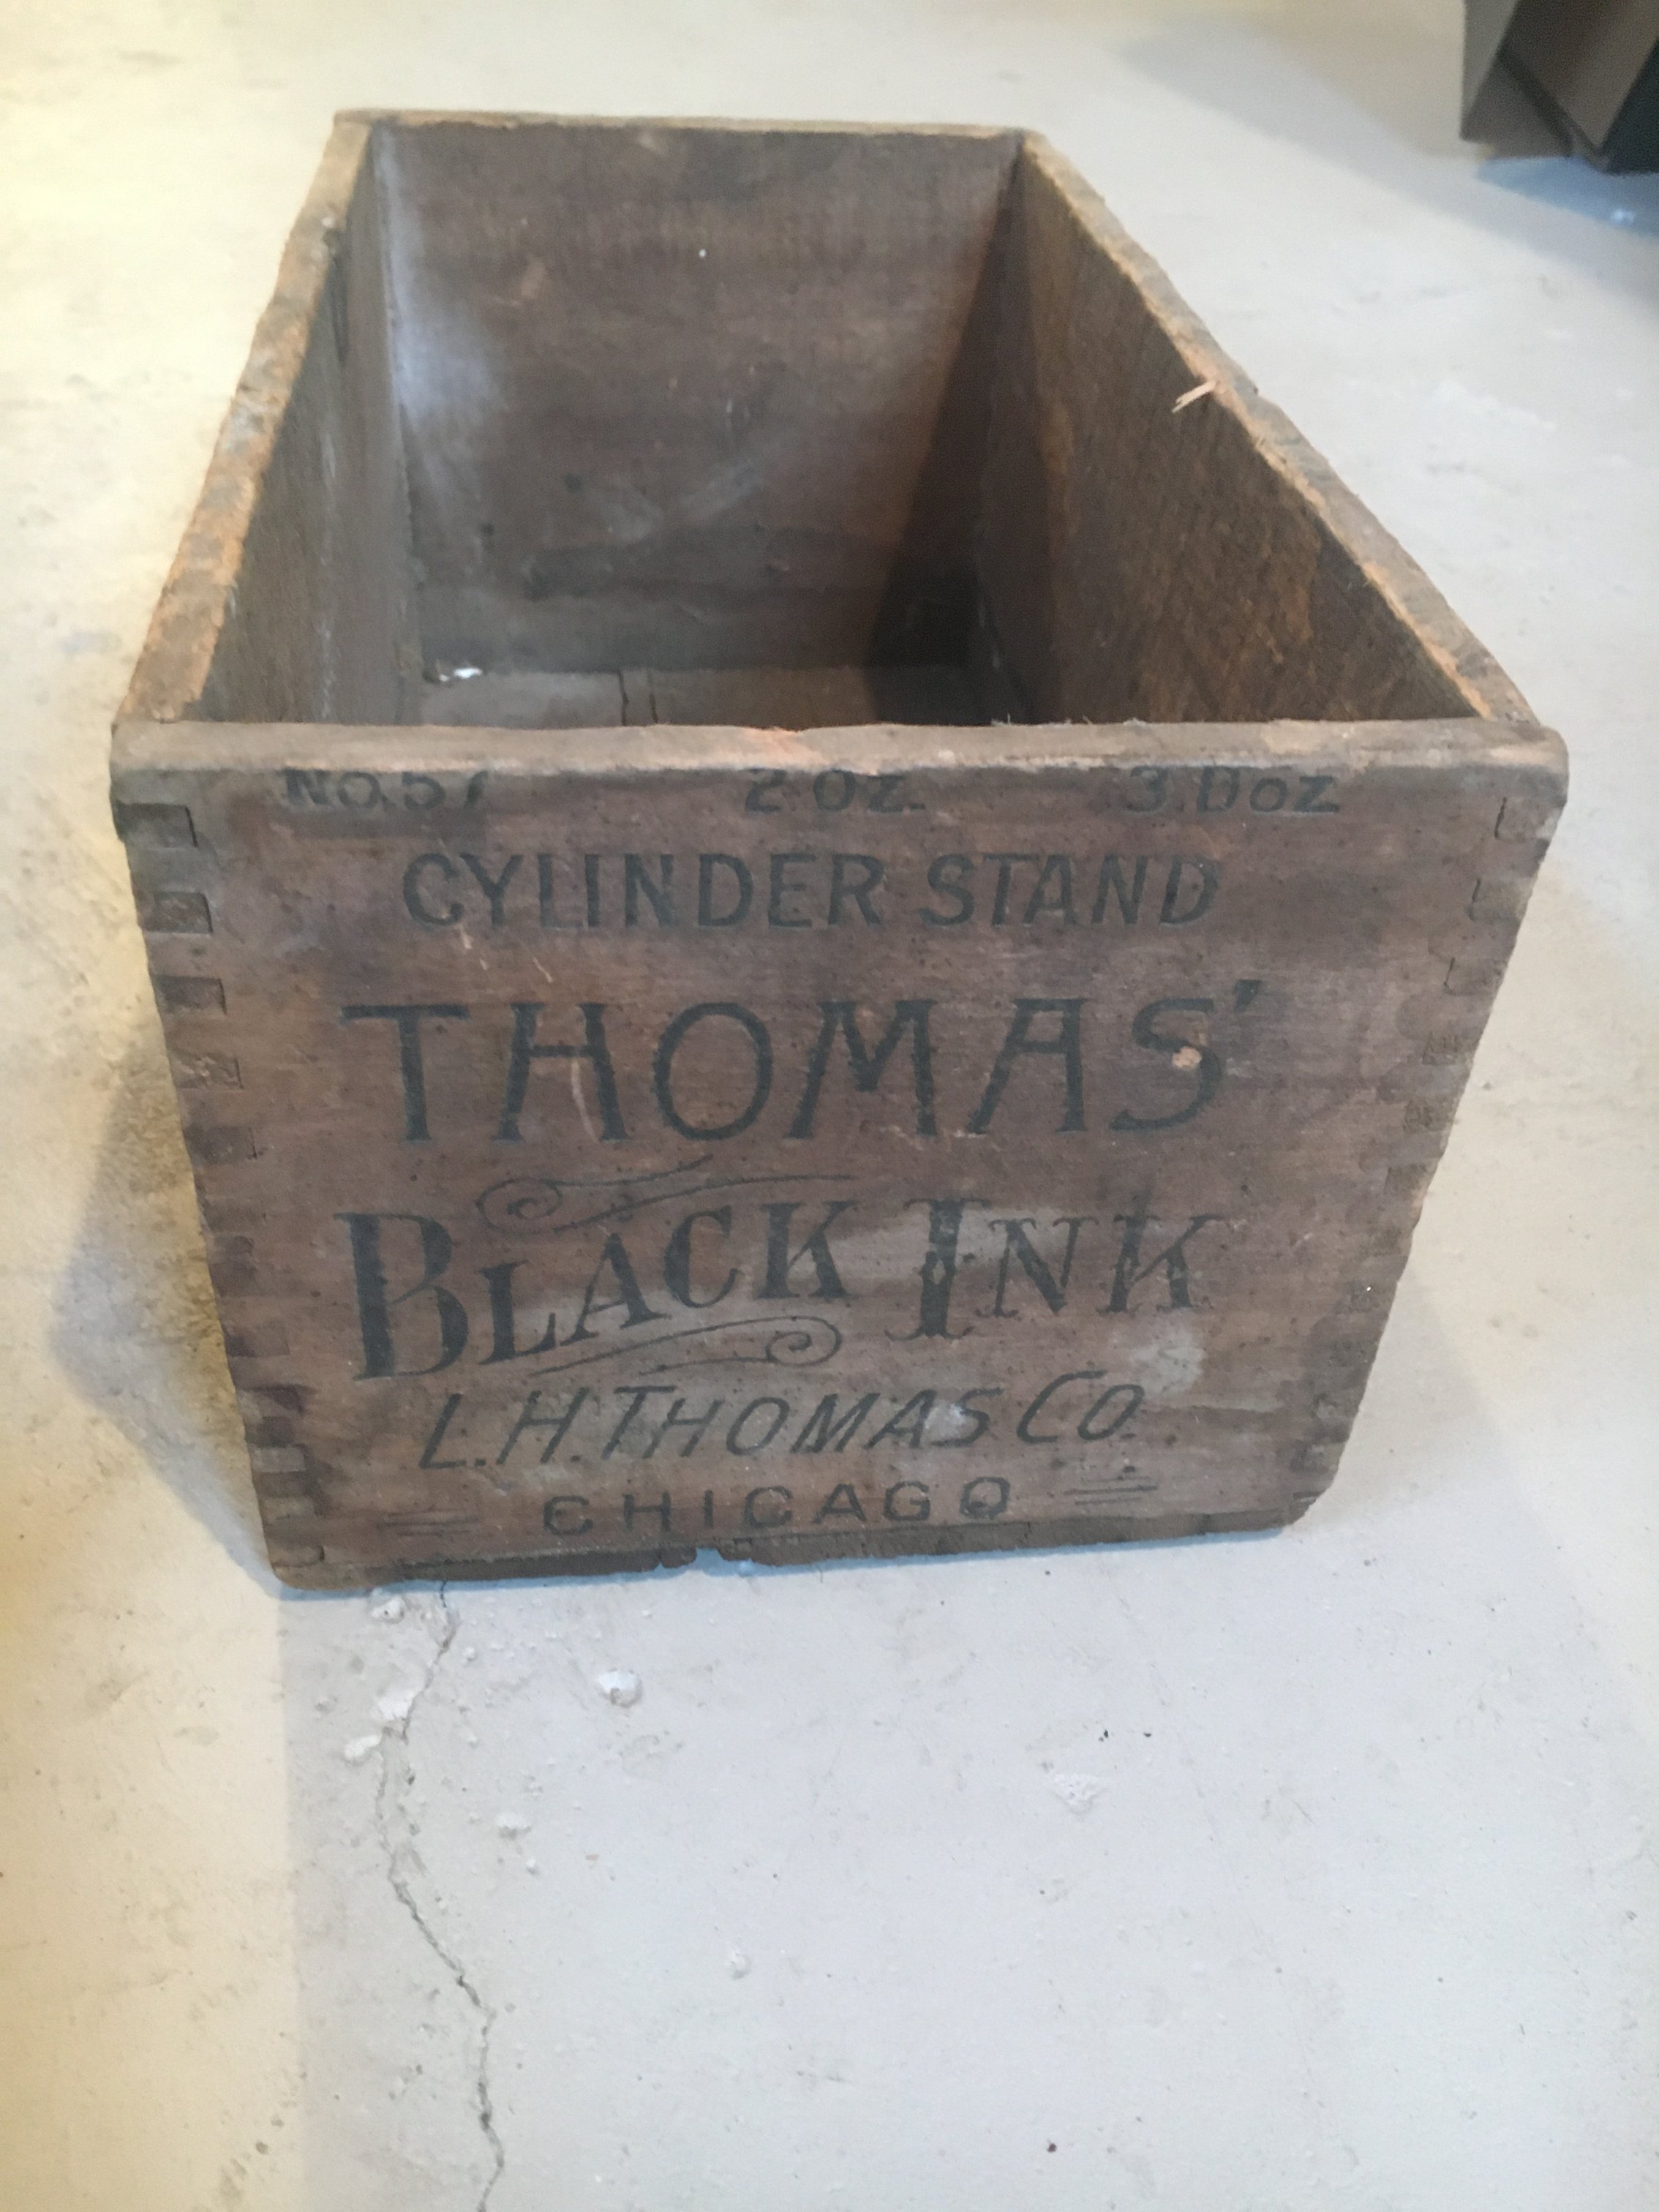 No.57 2 oz. 3.Doz
CYLINDER STAND
THOMAS'
BLACK INK
L.H.THOMAS CO.
CHICAGO